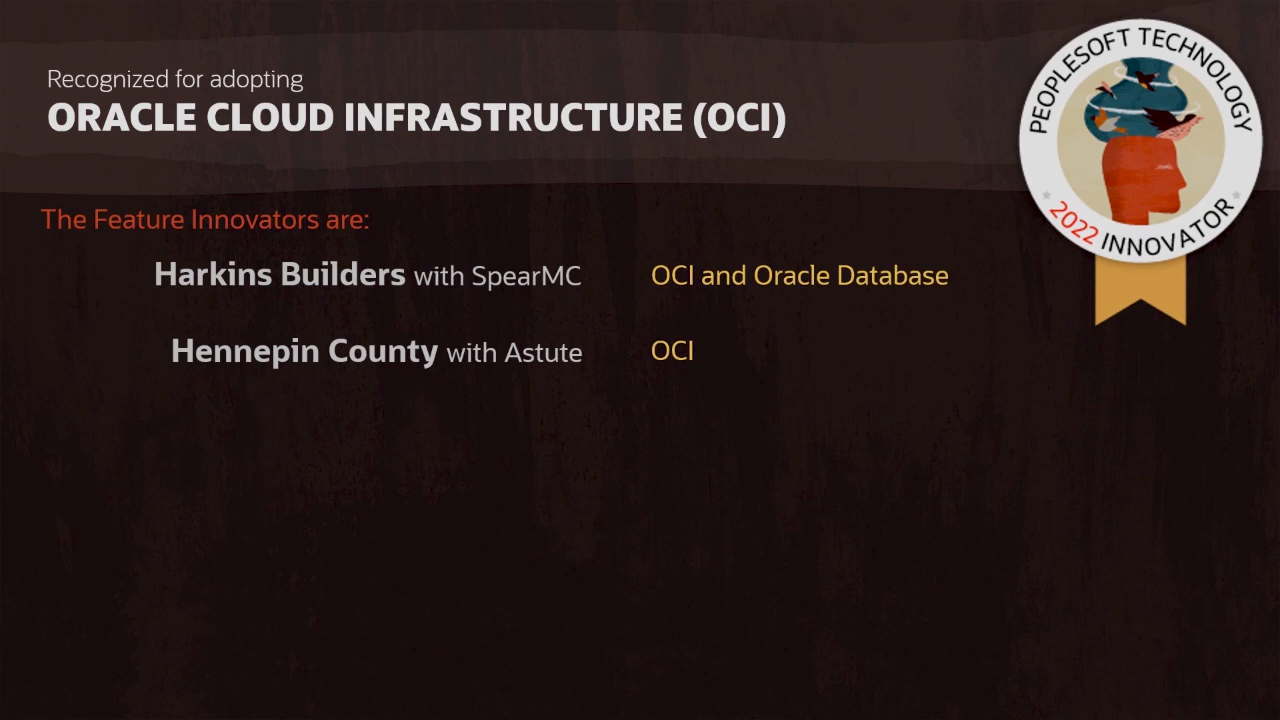 Recognized for adopting
ORACLE CLOUD INFRASTRUCTURE (OCI)
PEOPLESOFT TECHNOLOGY
2022 INNOVATOR
The Feature Innovators are:
Harkins Builders with SpearMC OCI and Oracle Database
Hennepin County with Astute OCI